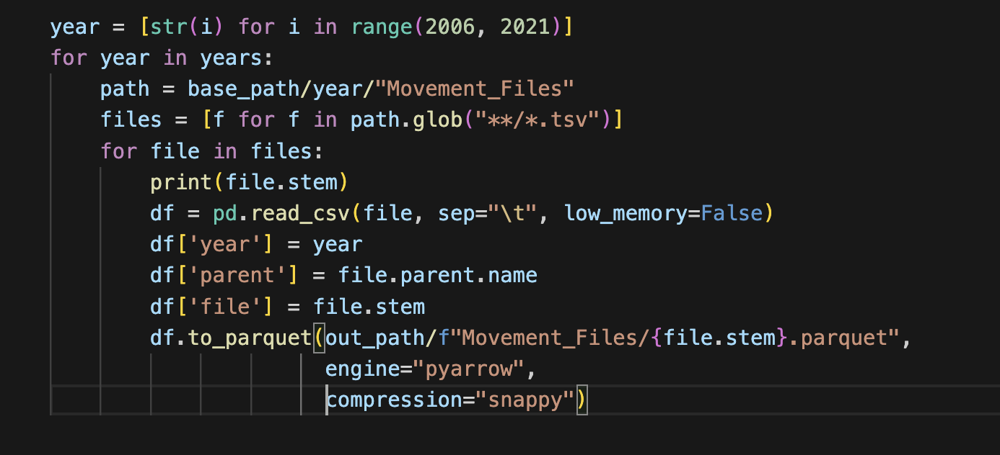 year = [str(i) for i in range(2006, 2021)]
for year in years:
    path = base_path/year/"Movement_Files"
    files = [f for f in path.glob("**/*.tsv")]
    for file in files:
        print(file.stem)
        df = pd.read_csv(file, sep="\t", low_memory=False)
        df['year'] = year
        df['parent'] = file.parent.name
        df['file'] = file.stem
        df.to_parquet(out_path/f"Movement_Files/{file.stem}.parquet",
                      engine="pyarrow",
                      compression="snappy")